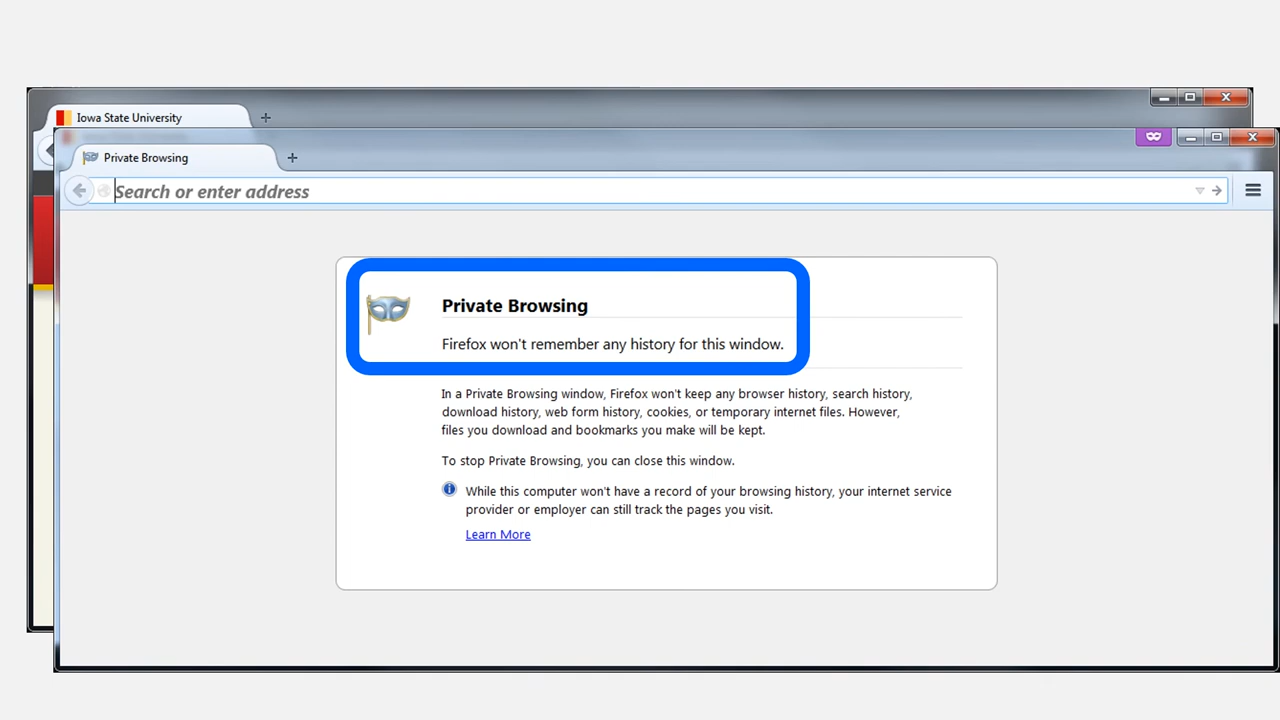 Iowa State University
Private Browsing
Search or enter address
Private Browsing
Firefox won't remember any history for this window.
In a Private Browsing window, Firefox won't keep any browser history, search history,
download history, web form history, cookies, or temporary internet files. However,
files you download and bookmarks you make will be kept.
To stop Private Browsing, you can close this window.
While this computer won't have a record of your browsing history, your internet service
provider or employer can still track the pages you visit.
Learn More